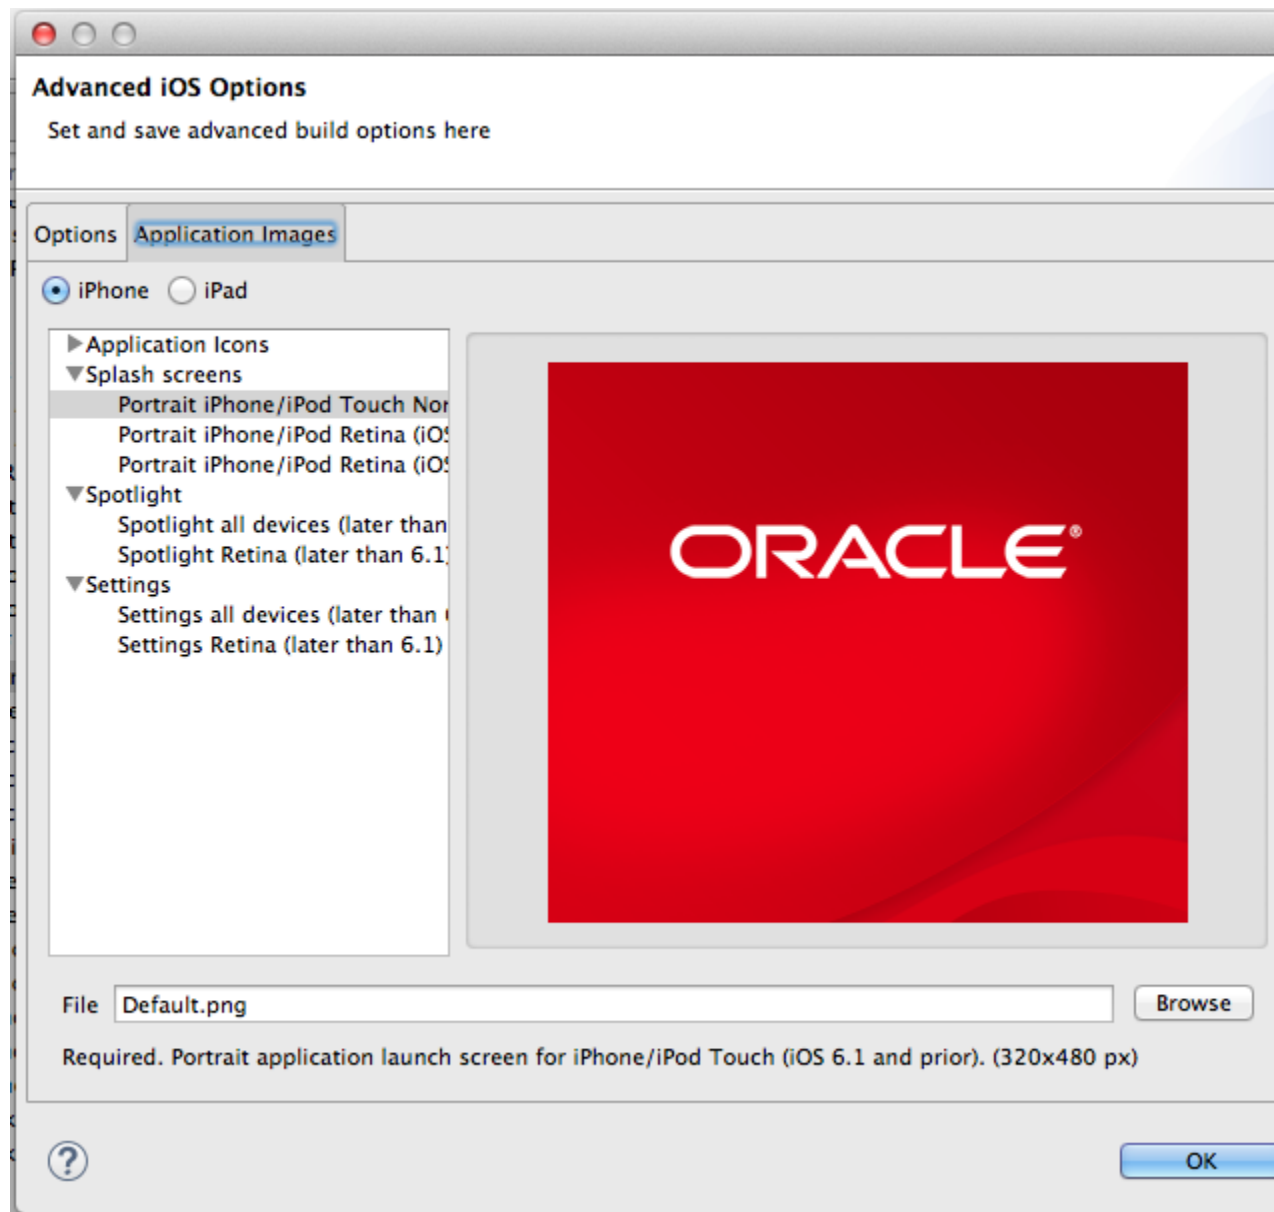 Advanced iOS Options
Set and save advanced build options here
Options Application Images
iPhone iPad
Application Icons
Splash screens
Portrait iPhone/iPod Touch
Portrait iPhone/iPod Retina
Portrait iPhone/iPod Retina
Spotlight
Spotlight all devices (later than
Spotlight Retina (later than 6.1)
Settings
Settings all devices (later than
Settings Retina (later than 6.1)
ORACLE®
File Default.png Browse
Required. Portrait application launch screen for iPhone/iPod Touch (iOS 6.1 and prior). (320x480 px)
? OK